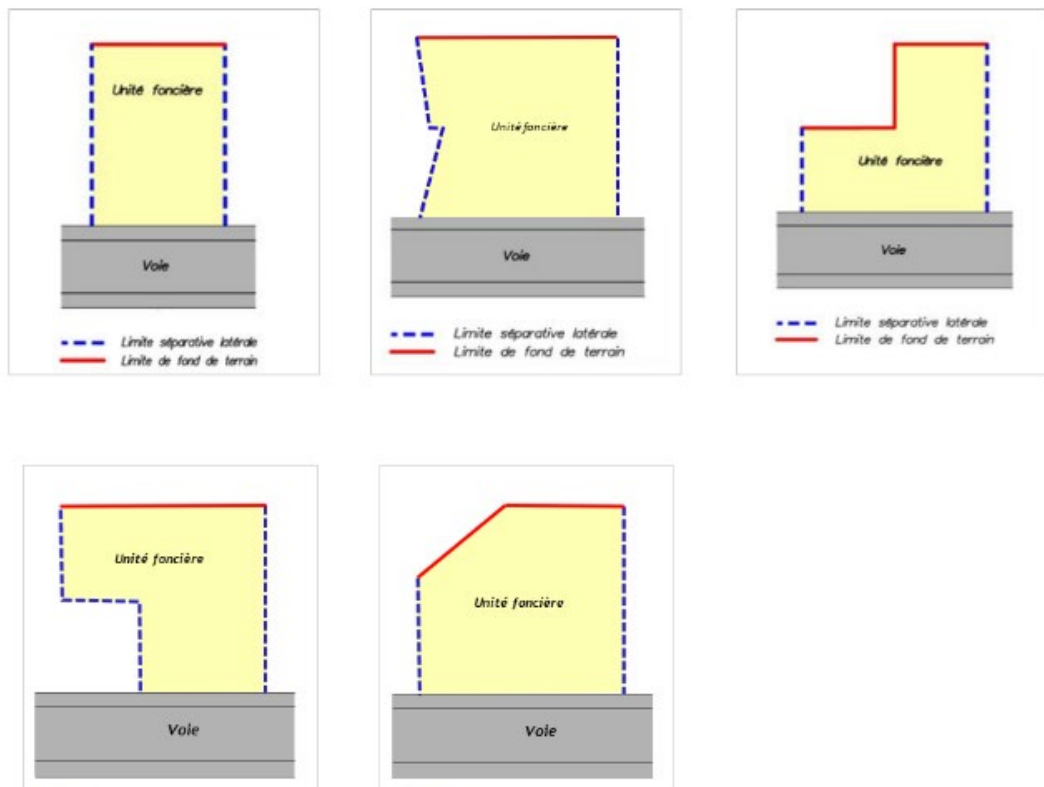 Unité foncière
Voie
Limite séparative latérale
Limite de fond de terrain
Unité foncière
Voie
Limite séparative latérale
Limite de fond de terrain
Unité foncière
Voie
Limite séparative latérale
Limite de fond de terrain
Unité foncière
Voie
Unité foncière
Voie